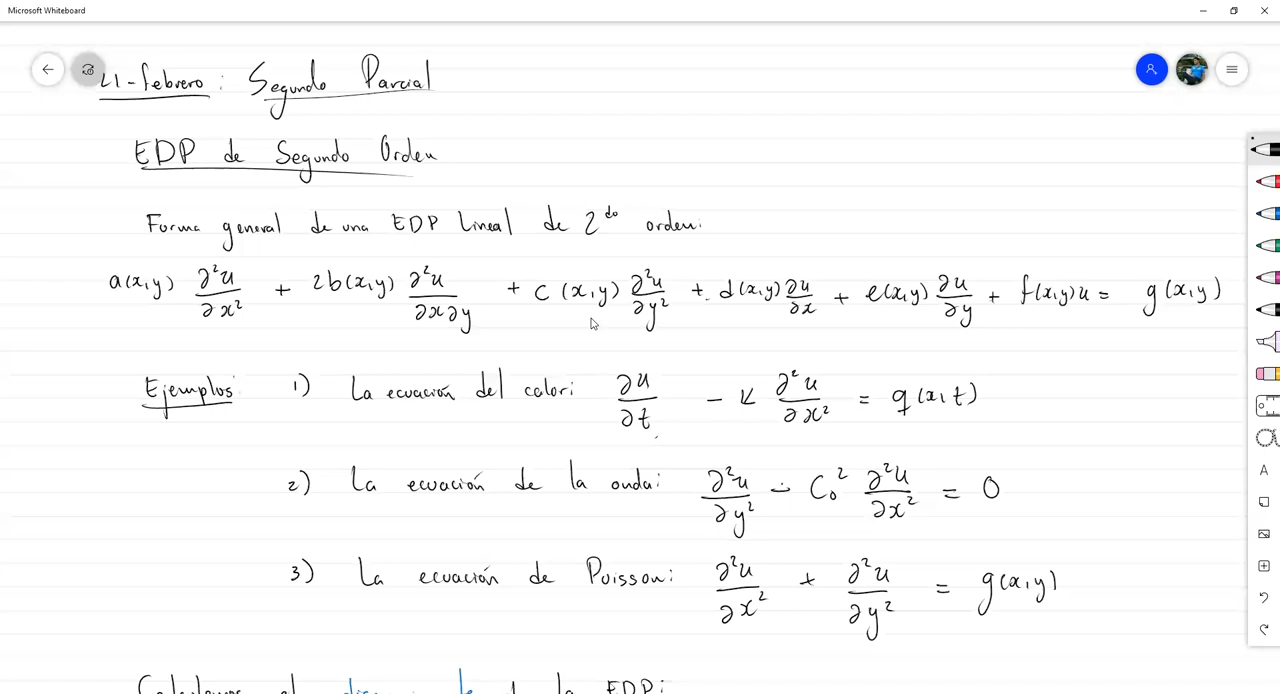 Microsoft Whiteboard
21-febrero: Segundo Parcial
EDP de Segundo Orden
Forma general de una EDP Lineal de 2do orden:
a(x,y) ∂²u/∂x² + 2b(x,y) ∂²u/∂x∂y + c(x,y) ∂²u/∂y² + d(x,y) ∂u/∂x + e(x,y) ∂u/∂y + f(x,y)u = g(x,y)
Ejemplos: 1) La ecuación del calor: ∂u/∂t - K ∂²u/∂x² = q(x,t)
2) La ecuación de la onda: ∂²u/∂y² - C₀² ∂²u/∂x² = 0
3) La ecuación de Poisson: ∂²u/∂x² + ∂²u/∂y² = g(x,y)
la EDP: